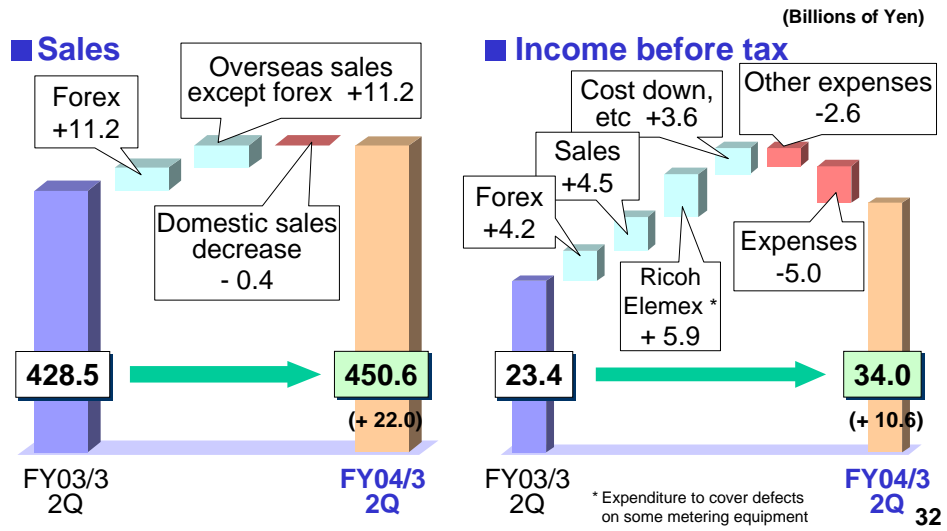 (Billions of Yen)
Sales
Forex
+11.2
Overseas sales
except forex +11.2
Domestic sales
decrease
- 0.4
428.5
450.6
(+ 22.0)
FY03/3
2Q
FY04/3
2Q
Income before tax
Forex
+4.2
Sales
+4.5
Cost down,
etc +3.6
Other expenses
-2.6
Ricoh
Elemex *
+ 5.9
Expenses
-5.0
23.4
34.0
(+ 10.6)
FY03/3
2Q
FY04/3
2Q
* Expenditure to cover defects
on some metering equipment
32